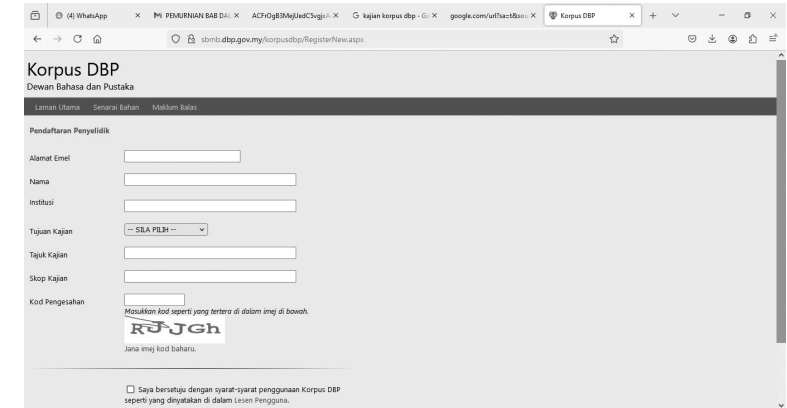 (4) WhatsApp
PEMURNIAN BAB DAL
ACFrOgB3MejUedC5vgjxA
kajian korpus dbp - Go
google.com/url?sa=t&sou
Korpus DBP
sbmb.dbp.gov.my/korpusdbp/RegisterNew.aspx
Korpus DBP
Dewan Bahasa dan Pustaka
Laman Utama Senarai Bahan Maklum Balas
Pendaftaran Penyelidik
Alamat Emel
Nama
Institusi
Tujuan Kajian -- SILA PILIH --
Tajuk Kajian
Skop Kajian
Kod Pengesahan
Masukkan kod seperti yang tertera di dalam imej di bawah.
Jana imej kod baharu.
Saya bersetuju dengan syarat-syarat penggunaan Korpus DBP
seperti yang dinyatakan di dalam Lesen Pengguna.